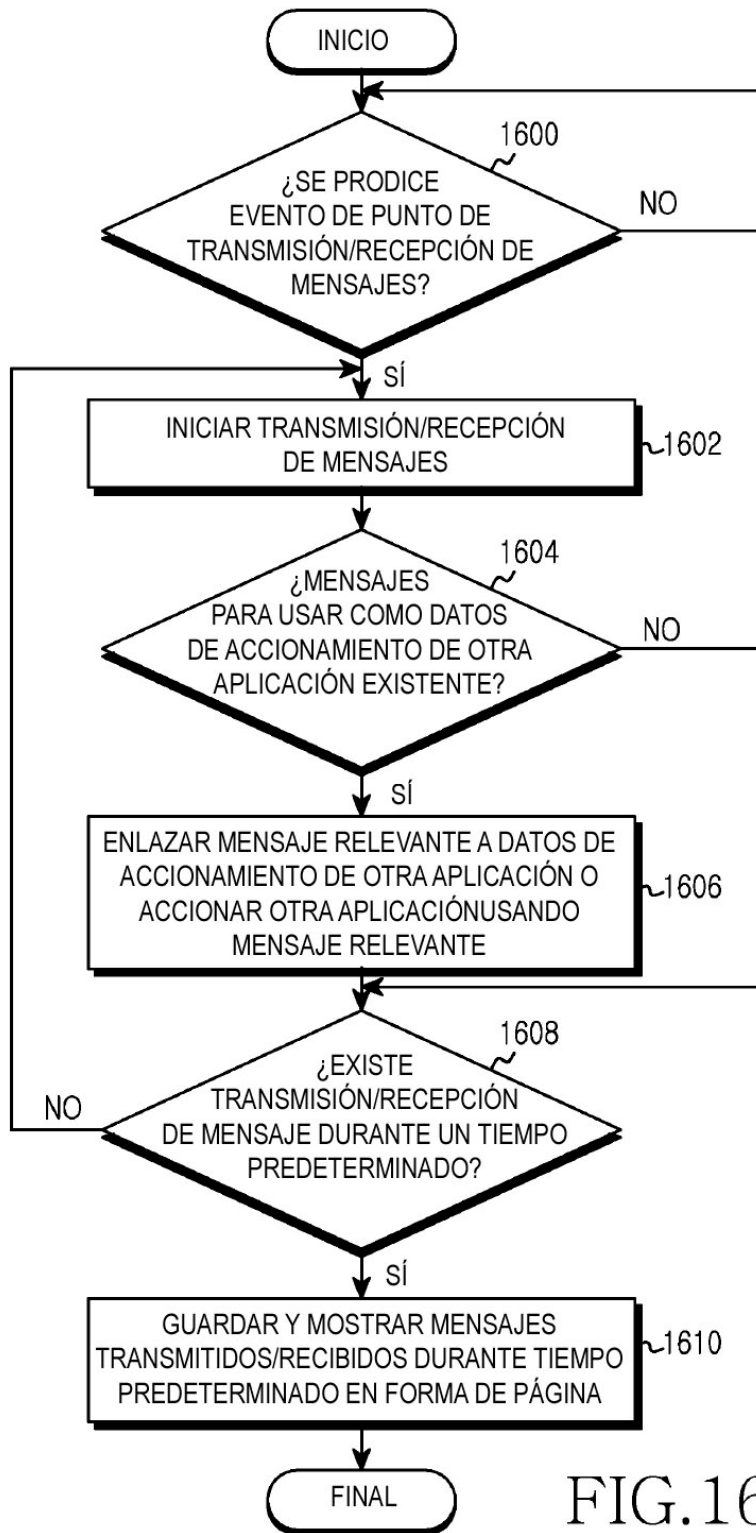 INICIO
1600
¿SE PRODUCE
EVENTO DE PUNTO DE
TRANSMISIÓN/RECEPCIÓN DE
MENSAJES?
NO
SÍ
INICIAR TRANSMISIÓN/RECEPCIÓN
DE MENSAJES
1602
1604
¿MENSAJES
PARA USAR COMO DATOS
DE ACCIONAMIENTO DE OTRA
APLICACIÓN EXISTENTE?
NO
SÍ
ENLAZAR MENSAJE RELEVANTE A DATOS DE
ACCIONAMIENTO DE OTRA APLICACIÓN O
ACCIONAR OTRA APLICACIÓNUSANDO
MENSAJE RELEVANTE
1606
1608
¿EXISTE
TRANSMISIÓN/RECEPCIÓN
DE MENSAJE DURANTE UN TIEMPO
PREDETERMINADO?
NO
SÍ
GUARDAR Y MOSTRAR MENSAJES
TRANSMITIDOS/RECIBIDOS DURANTE TIEMPO
PREDETERMINADO EN FORMA DE PÁGINA
1610
FINAL
FIG.16